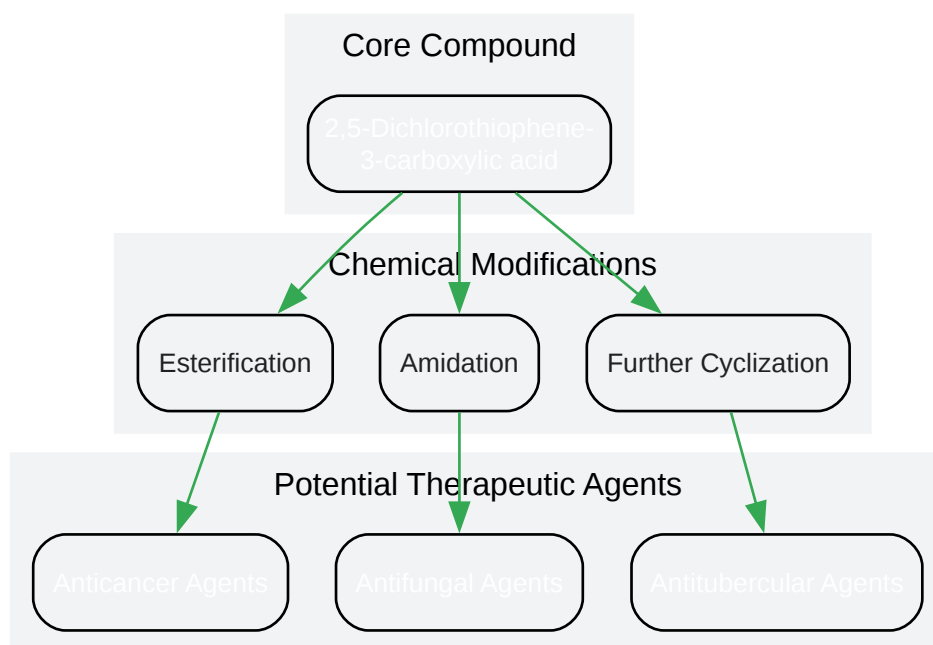 Core Compound
2,5-Dichlorothiophene-
3-carboxylic acid
Chemical Modifications
Esterification
Amidation
Further Cyclization
Potential Therapeutic Agents
Anticancer Agents
Antifungal Agents
Antitubercular Agents